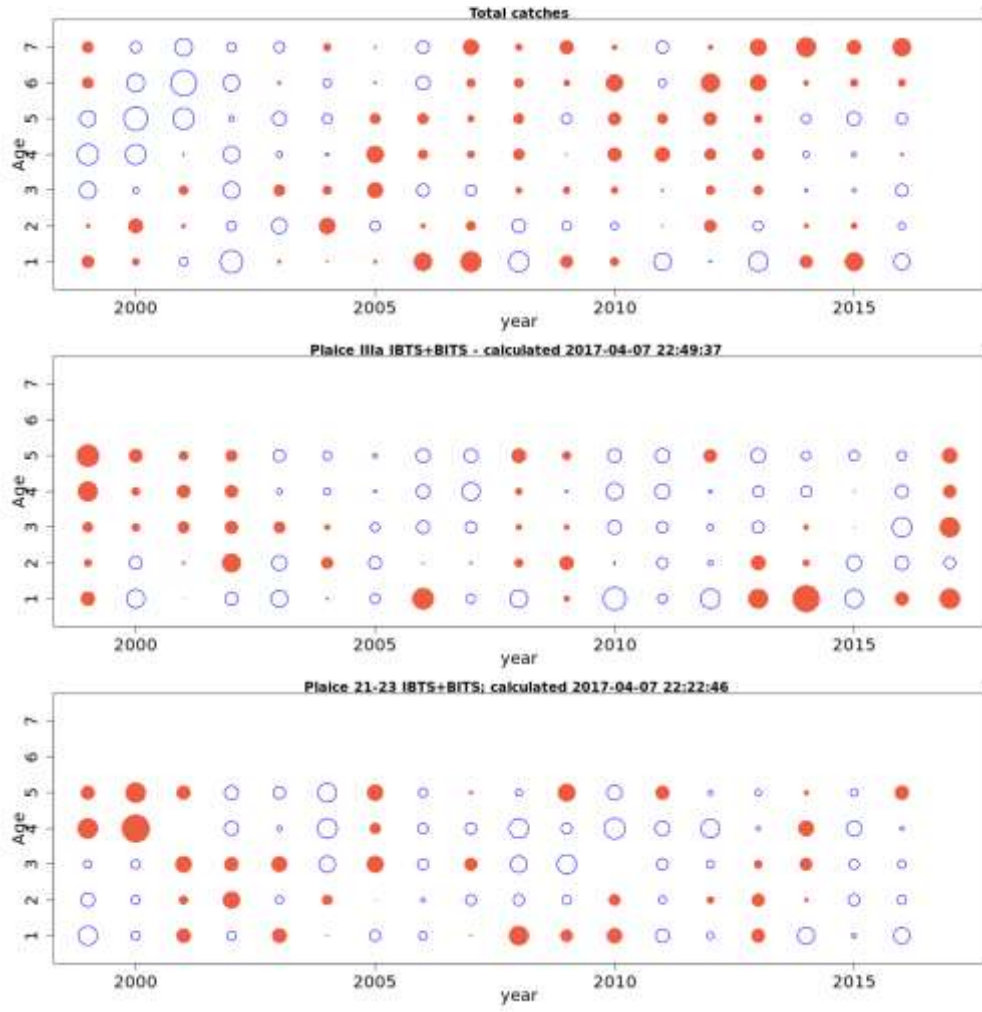 Total catches
7
6
5
4
3
2
1
Age
2000 2005 2010 2015
year
Plaice IIIa IBTS+BITS - calculated 2017-04-07 22:49:37
7
6
5
4
3
2
1
Age
2000 2005 2010 2015
year
Plaice 21-23 IBTS+BITS; calculated 2017-04-07 22:22:46
7
6
5
4
3
2
1
Age
2000 2005 2010 2015
year